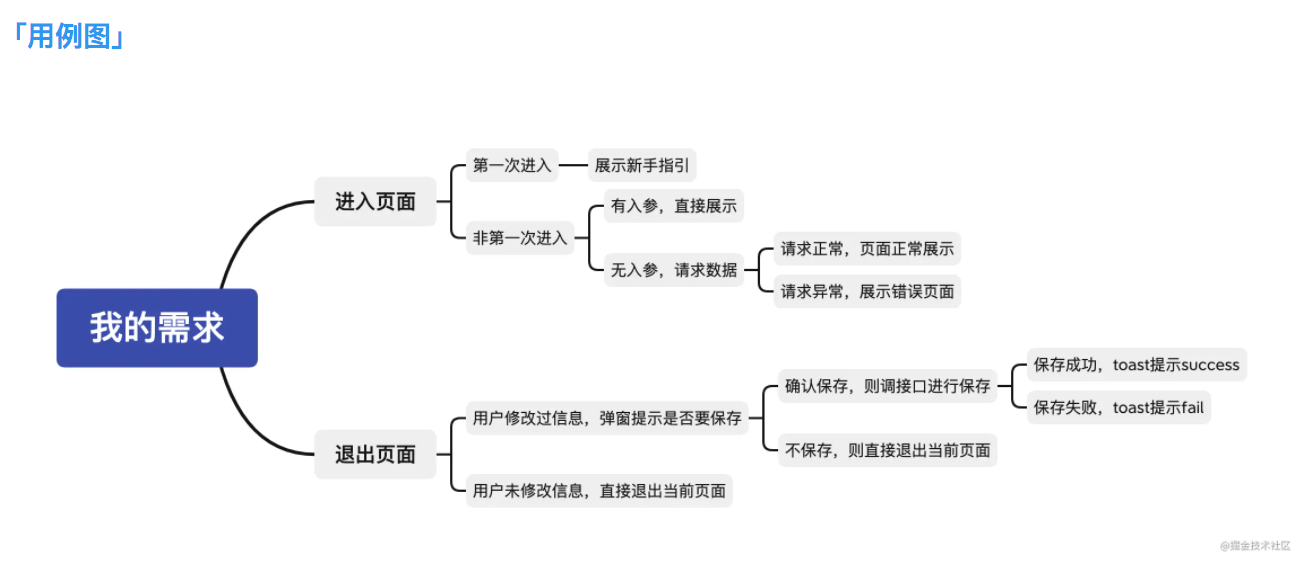 「用例图」
我的需求
进入页面
第一次进入
展示新手指引
非第一次进入
有入参，直接展示
无入参，请求数据
请求正常，页面正常展示
请求异常，展示错误页面
退出页面
用户修改过信息，弹窗提示是否要保存
确认保存，则调接口进行保存
保存成功，toast提示success
保存失败，toast提示fail
不保存，则直接退出当前页面
用户未修改信息，直接退出当前页面
@掘金技术社区